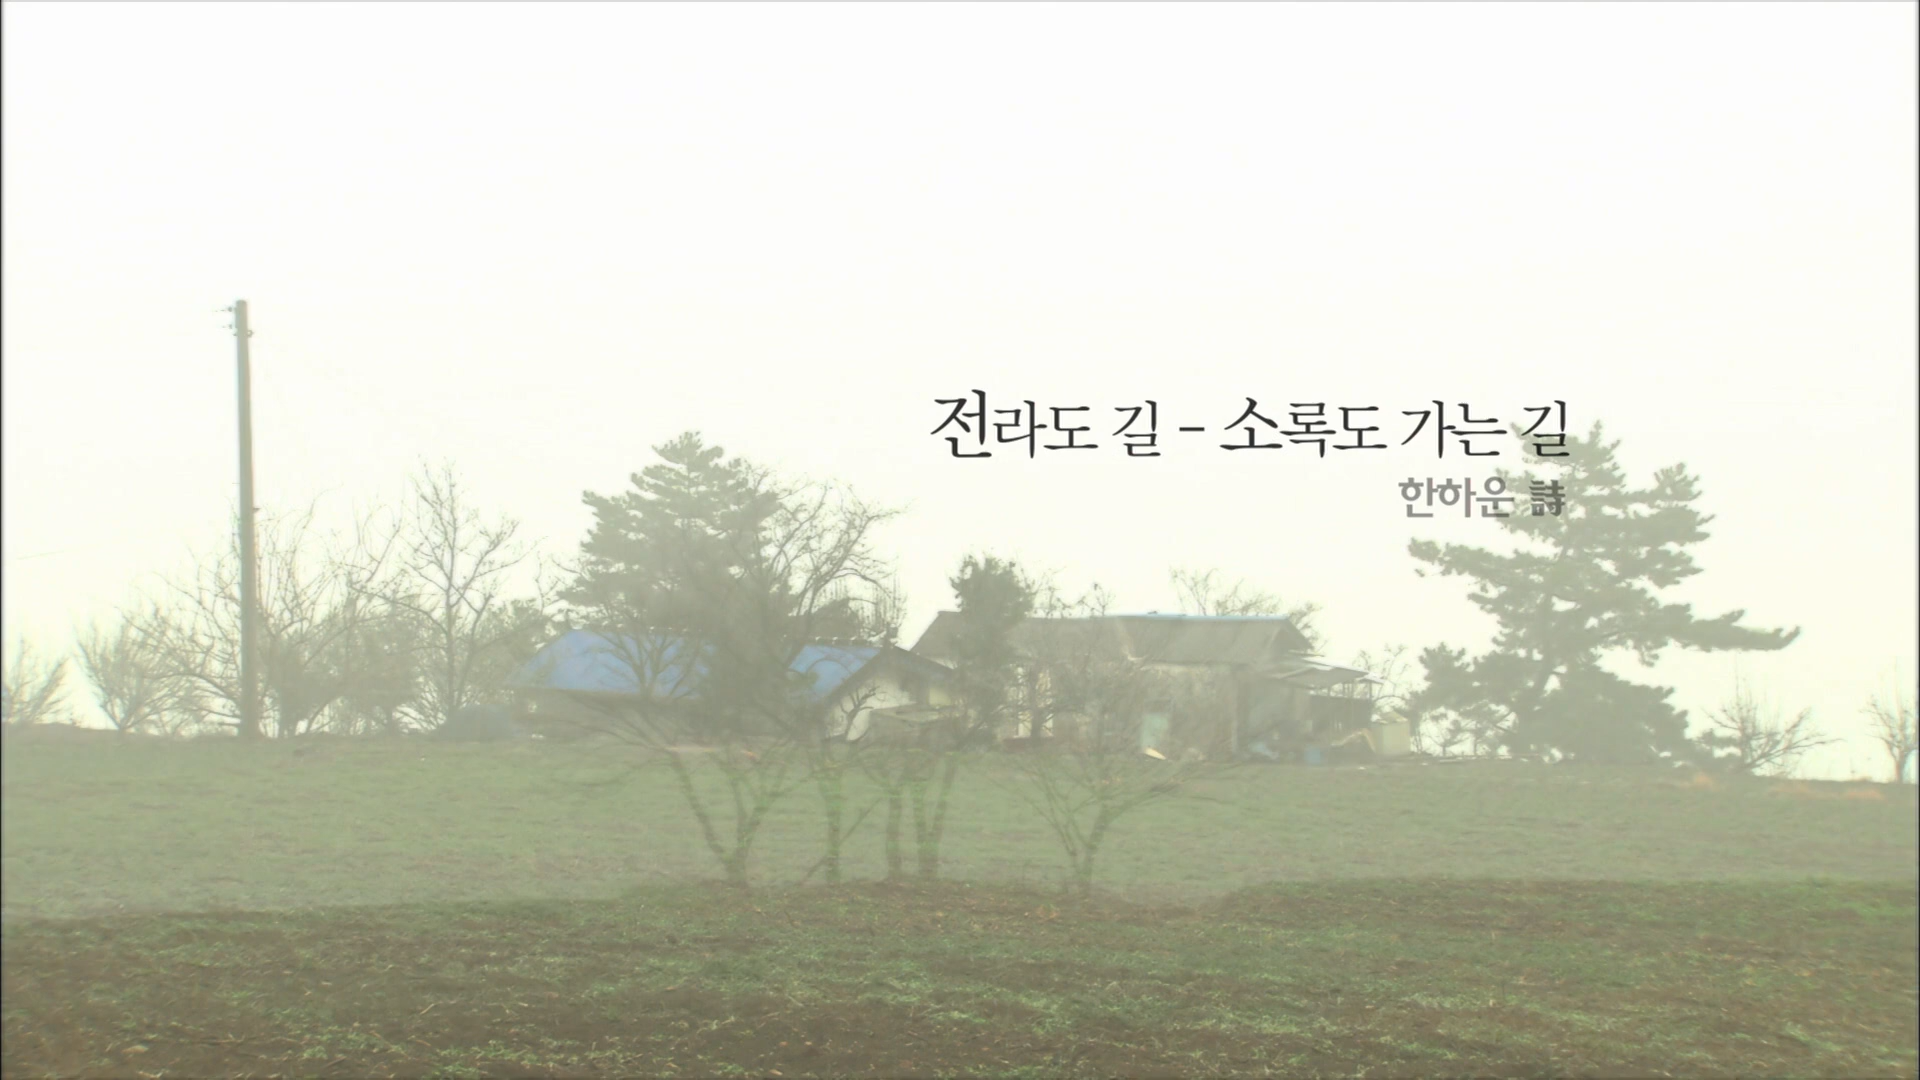 전라도 길 - 소록도 가는 길
한하운 詩